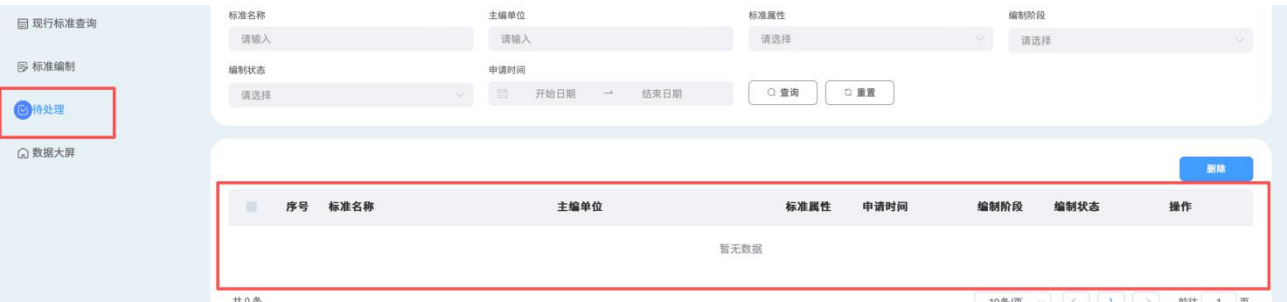 现行标准查询
标准编制
待处理
数据大屏
标准名称 主编单位 标准属性 编制阶段
请输入 请输入 请选择 请选择
编制状态 申请时间
请选择 开始日期 → 结束日期 查询 重置
删除
序号 标准名称 主编单位 标准属性 申请时间 编制阶段 编制状态 操作
暂无数据
共 0 条 10条/页 1 前往 1 页